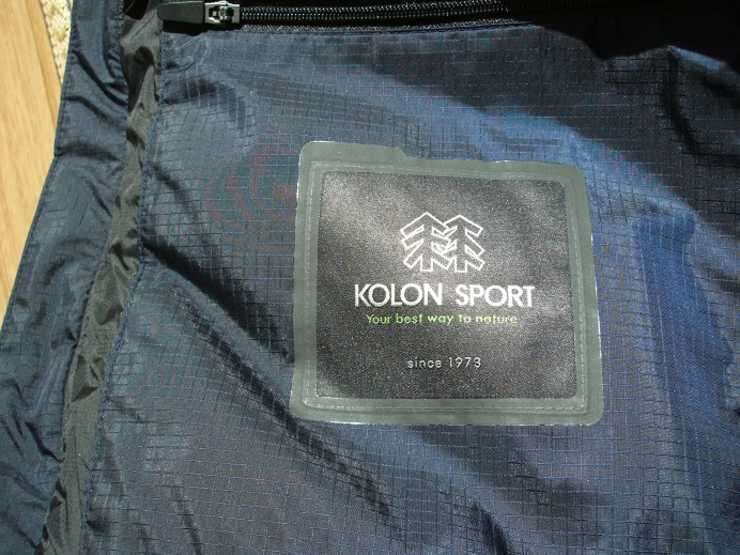 KOLON SPORT
Your best way to nature
since 1973